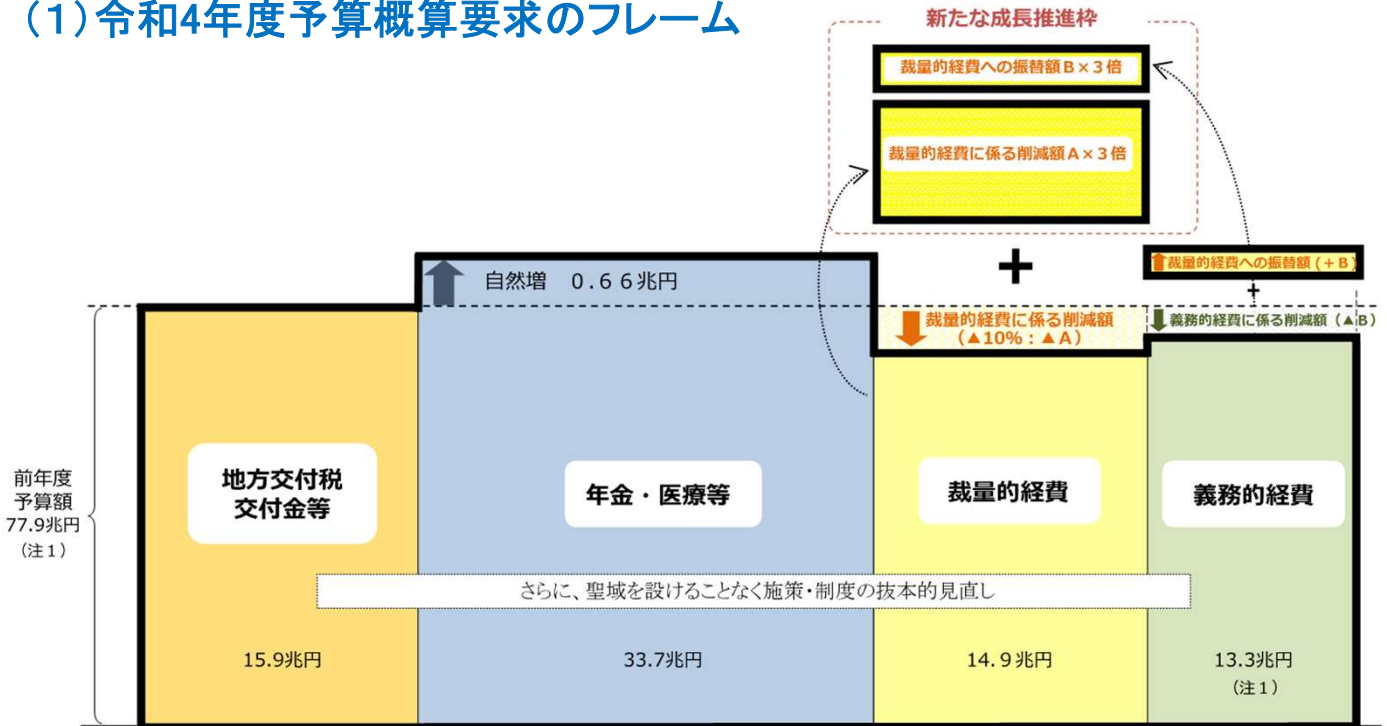 （１）令和4年度予算概算要求のフレーム
新たな成長推進枠
裁量的経費への振替額Ｂ×３倍
裁量的経費に係る削減額Ａ×３倍
＋
裁量的経費への振替額（＋Ｂ）
+
自然増　０.６６兆円
裁量的経費に係る削減額
（▲10%：▲Ａ）
義務的経費に係る削減額（▲Ｂ）
前年度
予算額
77.9兆円
（注１）
地方交付税
交付金等
年金・医療等
裁量的経費
義務的経費
さらに、聖域を設けることなく施策・制度の抜本的見直し
15.9兆円
33.7兆円
14.９兆円
13.3兆円
（注１）